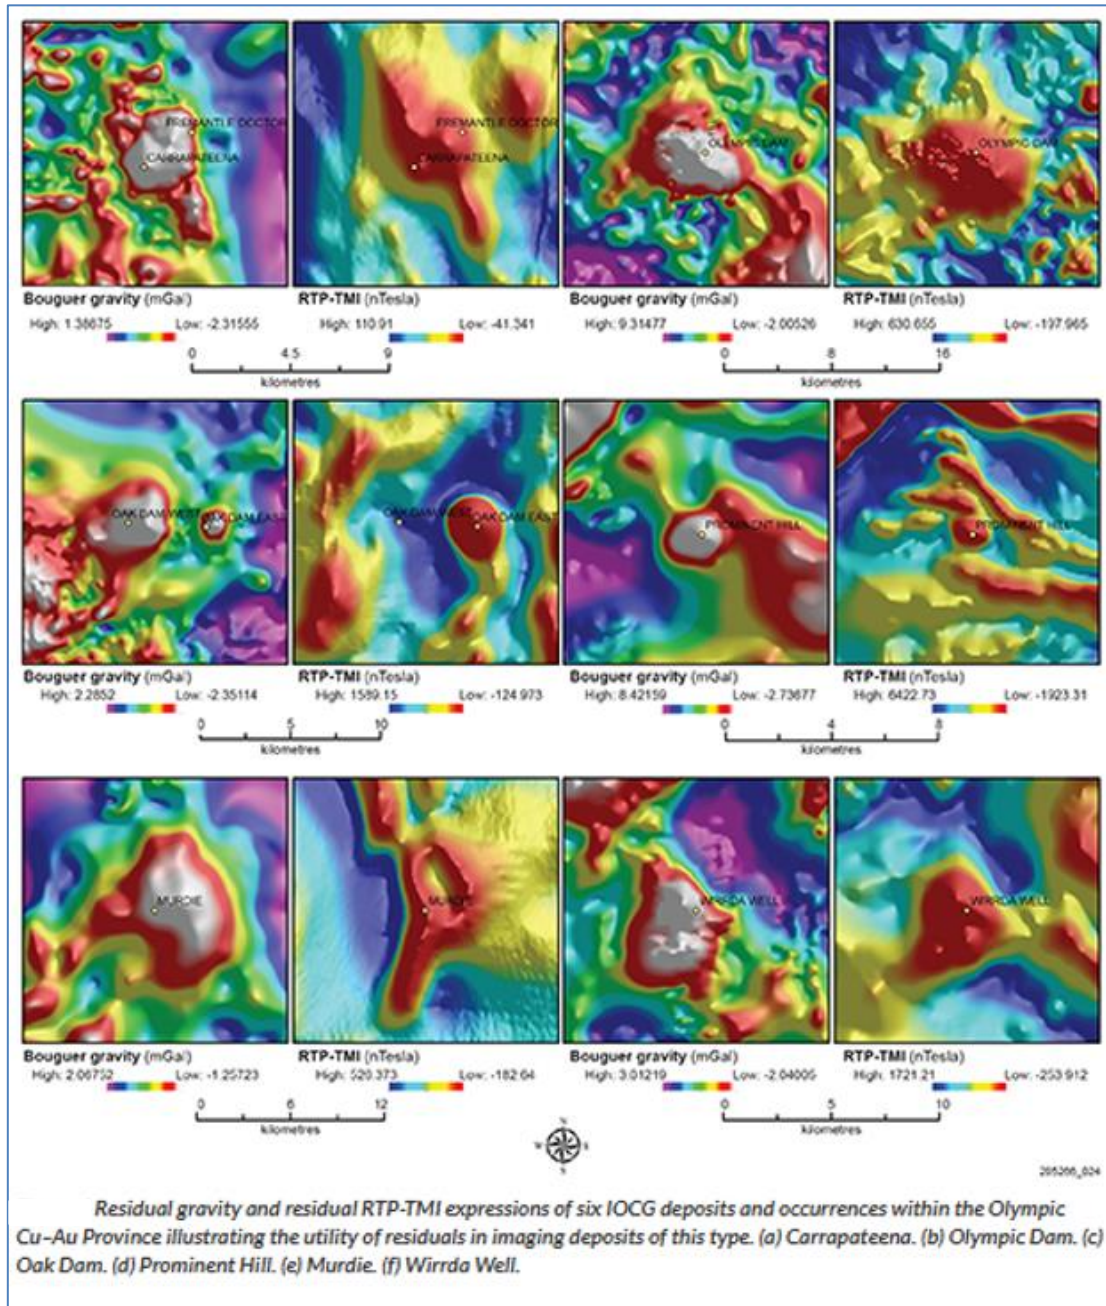 FREMANTLE DOCTOR
CARRAPATEENA
FREMANTLE DOCTOR
CARRAPATEENA
OLYMPIC DAM
OLYMPIC DAM
Bouguer gravity (mGal)
High: 1.38675 Low: -2.31555
RTP-TMI (nTesla)
High: 110.91 Low: -41.341
Bouguer gravity (mGal)
High: 9.31477 Low: -2.00526
RTP-TMI (nTesla)
High: 630.655 Low: -197.965
0 4.5 9
kilometres
0 8 16
kilometres
OAK DAM WEST
OAK DAM EAST
OAK DAM WEST
OAK DAM EAST
PROMINENT HILL
PROMINENT HILL
Bouguer gravity (mGal)
High: 2.2852 Low: -2.35114
RTP-TMI (nTesla)
High: 1589.15 Low: -124.973
Bouguer gravity (mGal)
High: 8.42159 Low: -2.73677
RTP-TMI (nTesla)
High: 6422.73 Low: -1923.31
0 5 10
kilometres
0 4 8
kilometres
MURDIE
MURDIE
WIRRDA WELL
WIRRDA WELL
Bouguer gravity (mGal)
High: 2.06752 Low: -1.25723
RTP-TMI (nTesla)
High: 520.373 Low: -182.64
Bouguer gravity (mGal)
High: 3.01219 Low: -2.04005
RTP-TMI (nTesla)
High: 1721.21 Low: -253.912
0 6 12
kilometres
0 5 10
kilometres
N
W E
S
Residual gravity and residual RTP-TMI expressions of six IOCG deposits and occurrences within the Olympic
Cu–Au Province illustrating the utility of residuals in imaging deposits of this type. (a) Carrapateena. (b) Olympic Dam. (c)
Oak Dam. (d) Prominent Hill. (e) Murdie. (f) Wirrda Well.